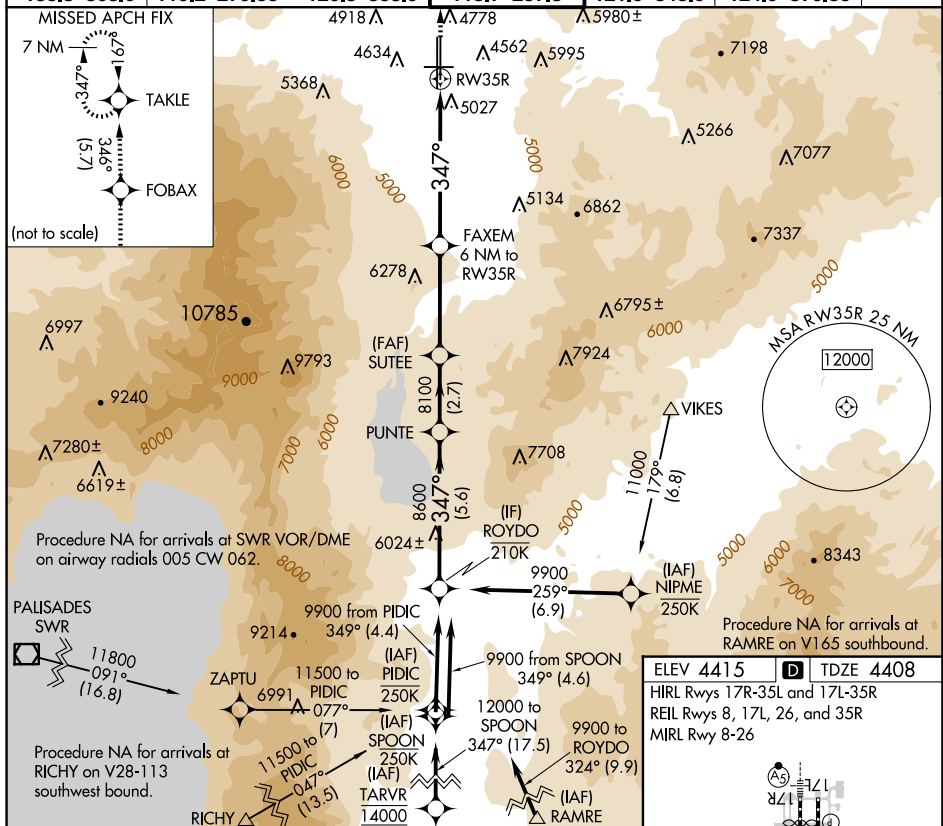 MISSED APCH FIX
7 NM
347°
167°
TAKLE
346°
(5.7)
FOBAX
(not to scale)
4918
4778
5980±
4634
4562
5995
7198
RW35R
5368
5027
5266
7077
6000
5000
5000
347°
5134
6862
7337
FAXEM
6 NM to
RW35R
6278
5000
10785
6795±
6000
MSA RW35R 25 NM
12000
6997
(FAF)
SUTEE
9793
7924
9000
8100
(2.7)
9240
VIKES
6000
PUNTE
8000
7000
7280±
7708
6619±
11000
179°
(6.8)
8600
347°
(5.6)
(IF)
ROYDO
210K
5000
Procedure NA for arrivals at SWR VOR/DME
on airway radials 005 CW 062.
6024±
5000
6000
8343
8000
7000
9900
259°
(6.9)
(IAF)
NIPME
250K
PALISADES
SWR
9900 from PIDIC
349° (4.4)
Procedure NA for arrivals at
RAMRE on V165 southbound.
9214
11800
091°
(16.8)
(IAF)
PIDIC
250K
9900 from SPOON
349° (4.6)
ZAPTU
6991
11500 to
PIDIC
077°
(7)
12000 to
SPOON
347° (17.5)
(IAF)
SPOON
250K
9900 to
ROYDO
324° (9.9)
Procedure NA for arrivals at
RICHY on V28-113
southwest bound.
11500 to
PIDIC
047°
(13.5)
RICHY
(IAF)
TARVR
14000
(IAF)
RAMRE
ELEV 4415 D TDZE 4408
HIRL Rwys 17R-35L and 17L-35R
REIL Rwys 8, 17L, 26, and 35R
MIRL Rwy 8-26
A5
17L
17R